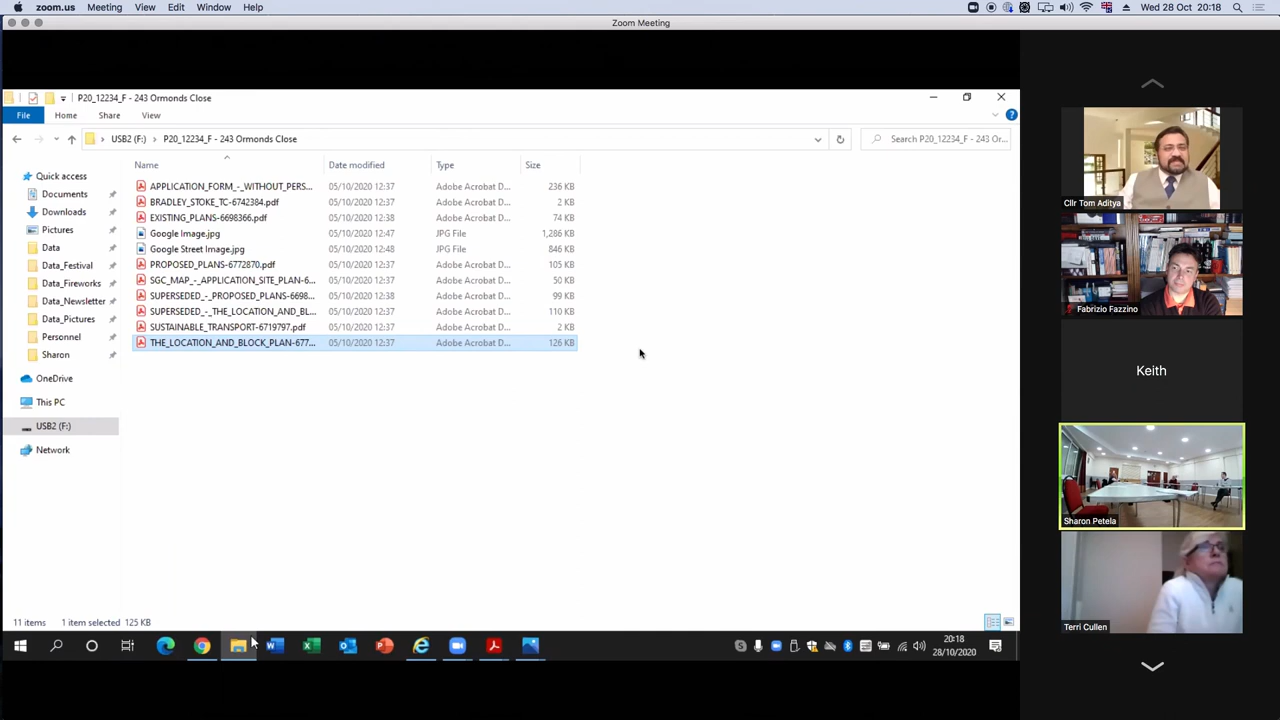 zoom.us Meeting View Edit Window Help Wed 28 Oct 20:18
Zoom Meeting
P20_12234_F - 243 Ormonds Close
File Home Share View
USB2 (F:) P20_12234_F - 243 Ormonds Close Search P20_12234_F - 243 Or...
Name Date modified Type Size
Quick access
Documents
Downloads
Pictures
Data
Data_Festival
Data_Fireworks
Data_Newsletter
Data_Pictures
Personnel
Sharon
OneDrive
This PC
USB2 (F:)
Network
APPLICATION_FORM_-_WITHOUT_PERS... 05/10/2020 12:37 Adobe Acrobat D... 236 KB
BRADLEY_STOKE_TC-6742384.pdf 05/10/2020 12:37 Adobe Acrobat D... 2 KB
EXISTING_PLANS-6698366.pdf 05/10/2020 12:38 Adobe Acrobat D... 74 KB
Google Image.jpg 05/10/2020 12:47 JPG File 1,286 KB
Google Street Image.jpg 05/10/2020 12:48 JPG File 846 KB
PROPOSED_PLANS-6772870.pdf 05/10/2020 12:37 Adobe Acrobat D... 105 KB
SGC_MAP_-_APPLICATION_SITE_PLAN-6... 05/10/2020 12:37 Adobe Acrobat D... 50 KB
SUPERSEDED_-_PROPOSED_PLANS-6698... 05/10/2020 12:38 Adobe Acrobat D... 99 KB
SUPERSEDED_-_THE_LOCATION_AND_BL... 05/10/2020 12:37 Adobe Acrobat D... 110 KB
SUSTAINABLE_TRANSPORT-6719797.pdf 05/10/2020 12:37 Adobe Acrobat D... 2 KB
THE_LOCATION_AND_BLOCK_PLAN-677... 05/10/2020 12:37 Adobe Acrobat D... 126 KB
11 items 1 item selected 125 KB
20:18
28/10/2020
Cllr Tom Aditya
Fabrizio Fazzino
Keith
Sharon Petela
Terri Cullen